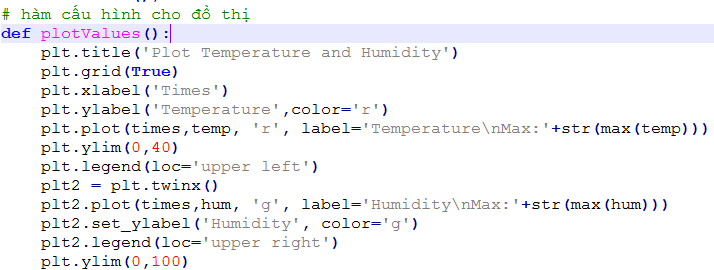 # hàm cấu hình cho đồ thị
def plotValues():
    plt.title('Plot Temperature and Humidity')
    plt.grid(True)
    plt.xlabel('Times')
    plt.ylabel('Temperature',color='r')
    plt.plot(times,temp, 'r', label='Temperature\nMax:'+str(max(temp)))
    plt.ylim(0,40)
    plt.legend(loc='upper left')
    plt2 = plt.twinx()
    plt2.plot(times,hum, 'g', label='Humidity\nMax:'+str(max(hum)))
    plt2.set_ylabel('Humidity', color='g')
    plt2.legend(loc='upper right')
    plt.ylim(0,100)